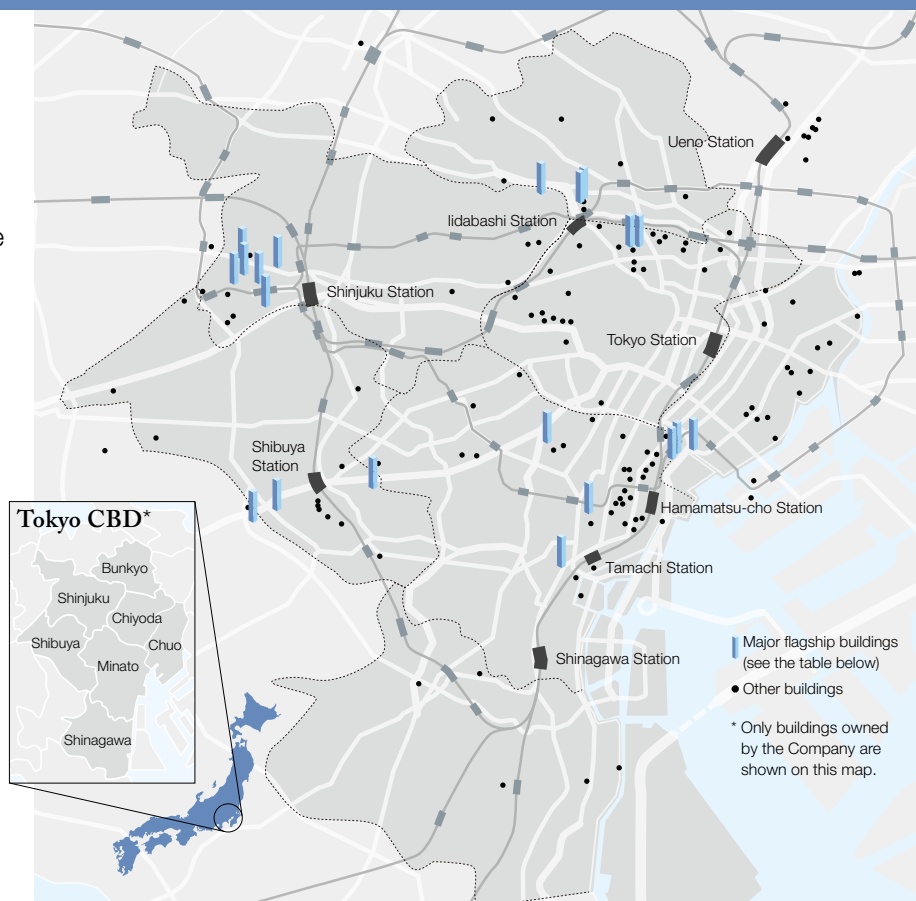 e
Ueno Station
Iidabashi Station
Shinjuku Station
Tokyo Station
Shibuya
Station
Hamamatsu-cho Station
Tokyo CBD*
Bunkyo
Shinjuku
Chiyoda
Shibuya
Chuo
Minato
Shinagawa
Tamachi Station
Shinagawa Station
Major flagship buildings
(see the table below)
Other buildings
* Only buildings owned
by the Company are
shown on this map.